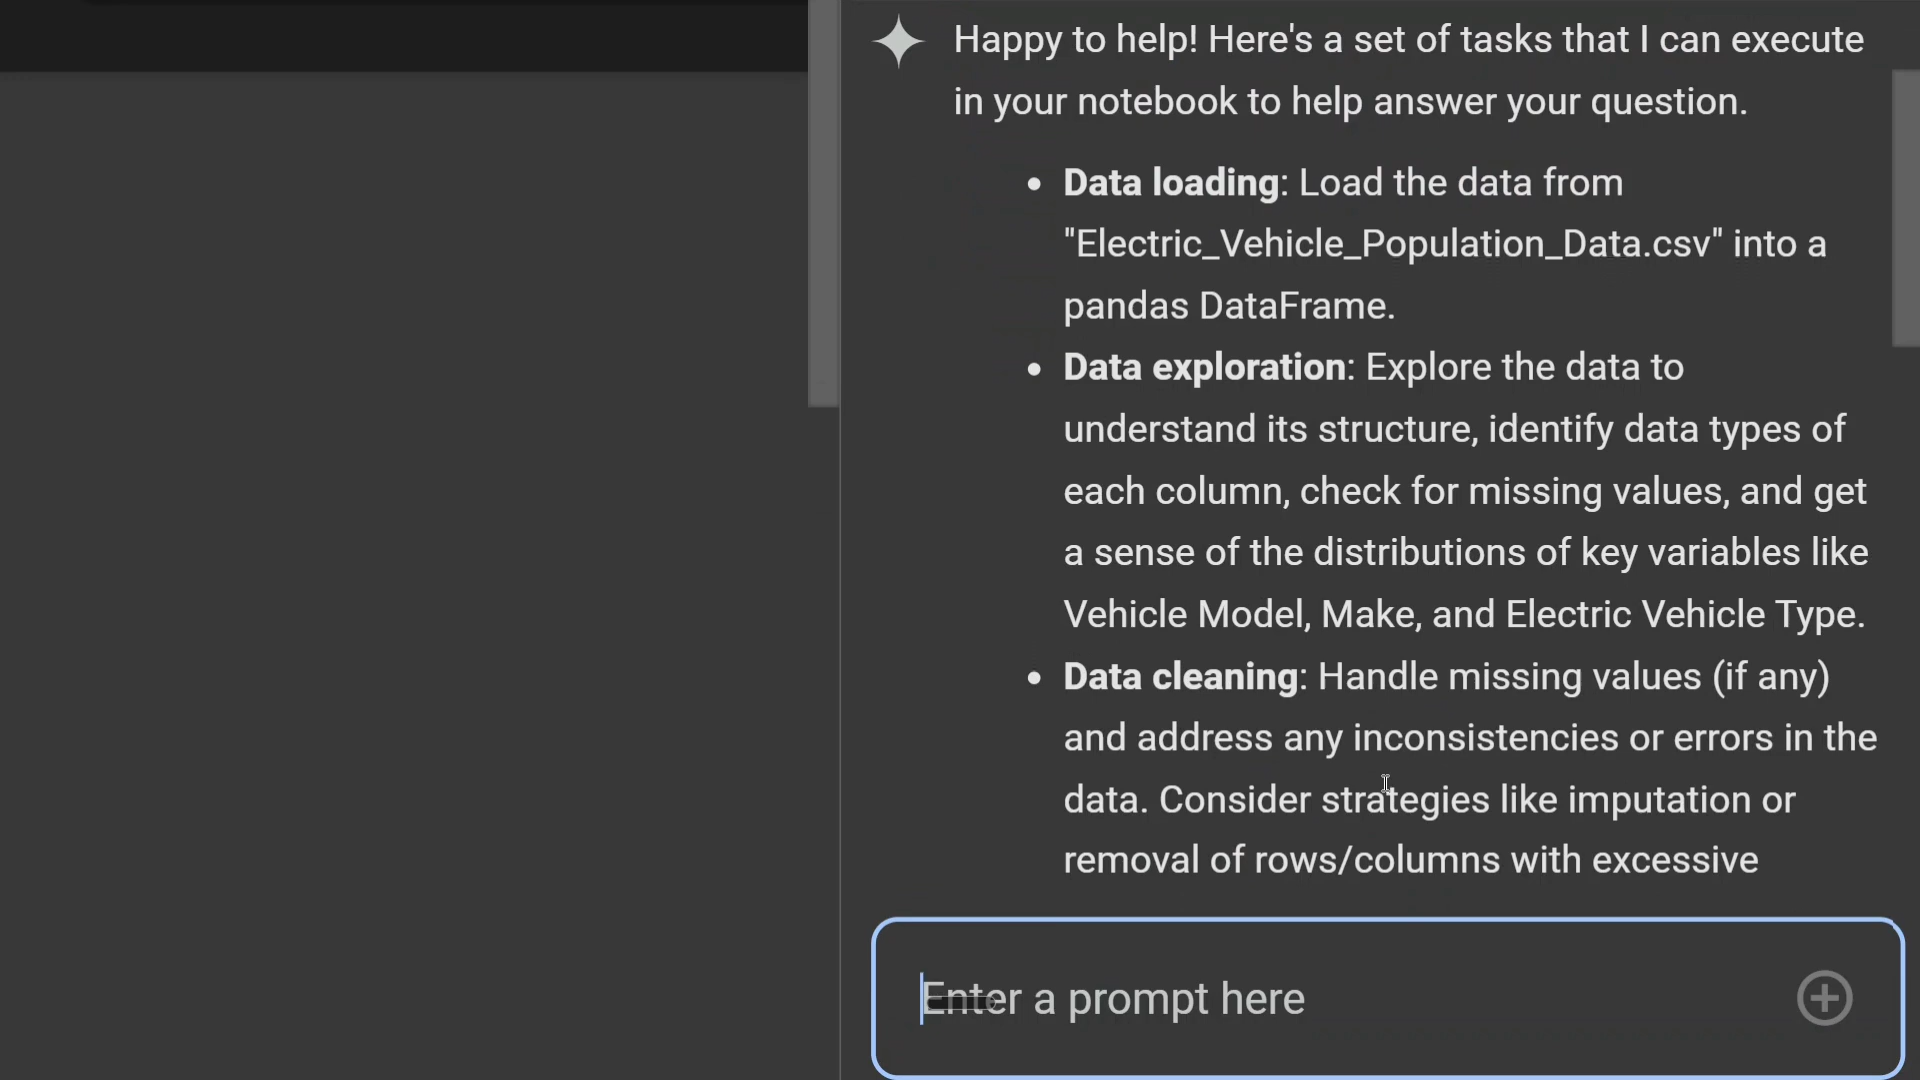 Happy to help! Here's a set of tasks that I can execute
in your notebook to help answer your question.
• Data loading: Load the data from
"Electric_Vehicle_Population_Data.csv" into a
pandas DataFrame.
• Data exploration: Explore the data to
understand its structure, identify data types of
each column, check for missing values, and get
a sense of the distributions of key variables like
Vehicle Model, Make, and Electric Vehicle Type.
• Data cleaning: Handle missing values (if any)
and address any inconsistencies or errors in the
data. Consider strategies like imputation or
removal of rows/columns with excessive
Enter a prompt here